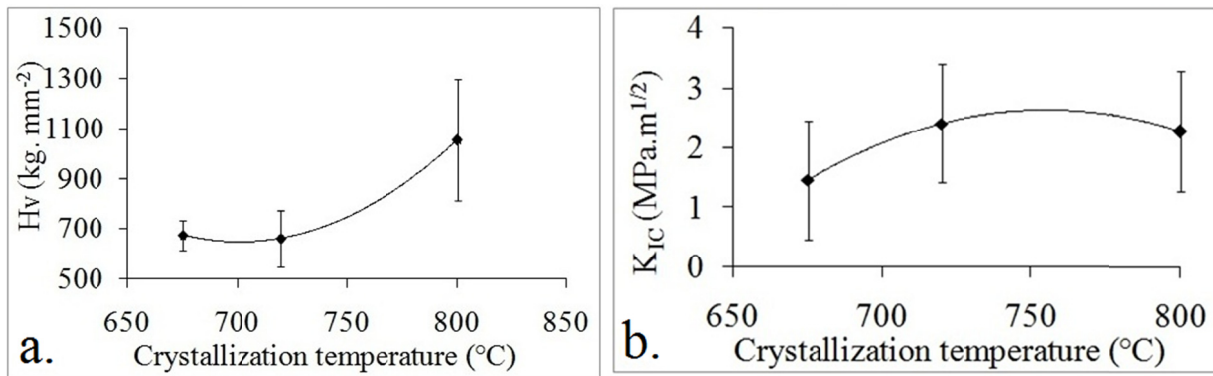 1500
1300
1100
900
700
500
Hv (kg. mm⁻²)
650 700 750 800 850
Crystallization temperature (°C)
a.
4
3
2
1
0
K_IC (MPa.m^1/2)
650 700 750 800
Crystallization temperature (°C)
b.